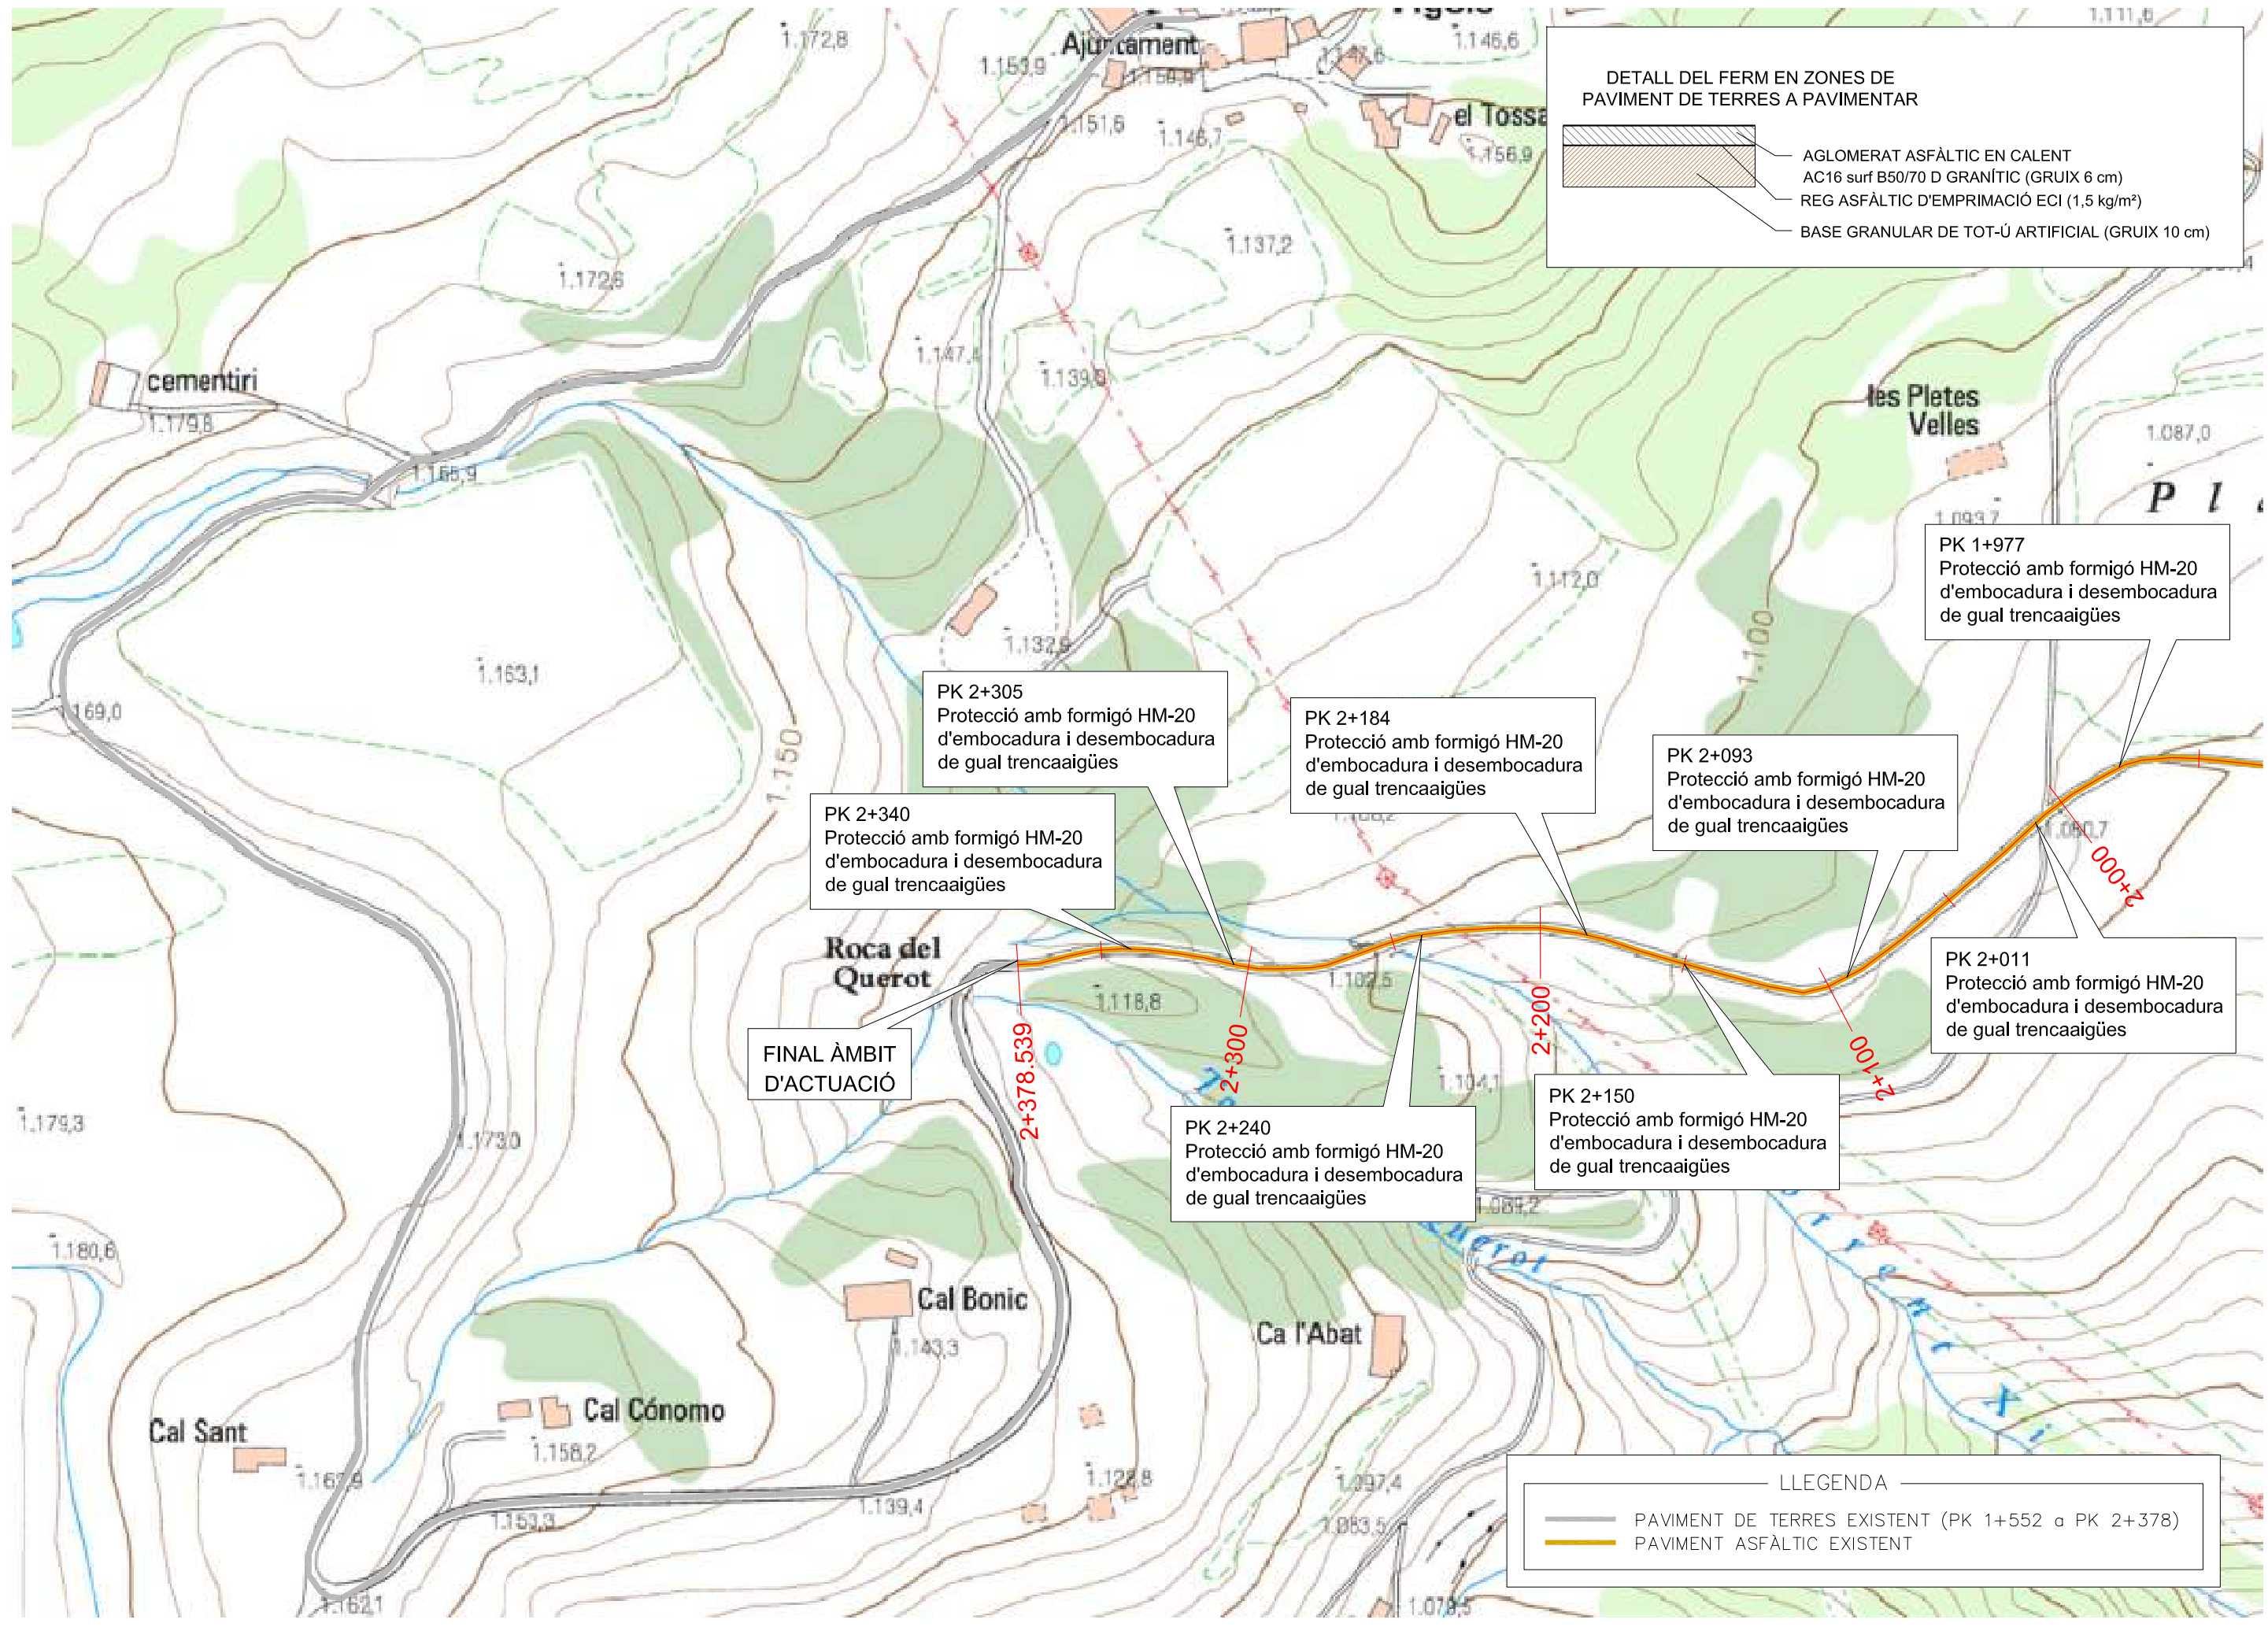 1.172,8
Ajuntament
1.153,9
1.146,6
1.111,6
1.151,6
1.146,7
el Tossa
1.156,9
DETALL DEL FERM EN ZONES DE
PAVIMENT DE TERRES A PAVIMENTAR
AGLOMERAT ASFÀLTIC EN CALENT
AC16 surf B50/70 D GRANÍTIC (GRUIX 6 cm)
REG ASFÀLTIC D'EMPRIMACIÓ ECI (1,5 kg/m²)
BASE GRANULAR DE TOT-Ú ARTIFICIAL (GRUIX 10 cm)
1.137,2
1.172,6
1.147,4
1.139,0
cementiri
1.179,8
1.165,9
les Pletes
Velles
1.087,0
Pla
1.093,7
1.112,0
1.100
1.132,9
1.163,1
1.169,0
1.150
PK 1+977
Protecció amb formigó HM-20
d'embocadura i desembocadura
de gual trencaaigües
PK 2+305
Protecció amb formigó HM-20
d'embocadura i desembocadura
de gual trencaaigües
PK 2+184
Protecció amb formigó HM-20
d'embocadura i desembocadura
de gual trencaaigües
PK 2+093
Protecció amb formigó HM-20
d'embocadura i desembocadura
de gual trencaaigües
PK 2+340
Protecció amb formigó HM-20
d'embocadura i desembocadura
de gual trencaaigües
2+000
Roca del
Querot
1.118,8
1.102,5
PK 2+011
Protecció amb formigó HM-20
d'embocadura i desembocadura
de gual trencaaigües
FINAL ÀMBIT
D'ACTUACIÓ
2+378.539
2+300
2+200
2+100
1.104,1
PK 2+240
Protecció amb formigó HM-20
d'embocadura i desembocadura
de gual trencaaigües
PK 2+150
Protecció amb formigó HM-20
d'embocadura i desembocadura
de gual trencaaigües
1.179,3
1.173,0
1.180,6
1.089,2
Querot
Cal Bonic
1.143,3
Ca l'Abat
Cal Cónomo
1.158,2
Cal Sant
1.153,3
1.139,4
1.097,4
1.083,5
1.162,1
LLEGENDA
PAVIMENT DE TERRES EXISTENT (PK 1+552 a PK 2+378)
PAVIMENT ASFÀLTIC EXISTENT